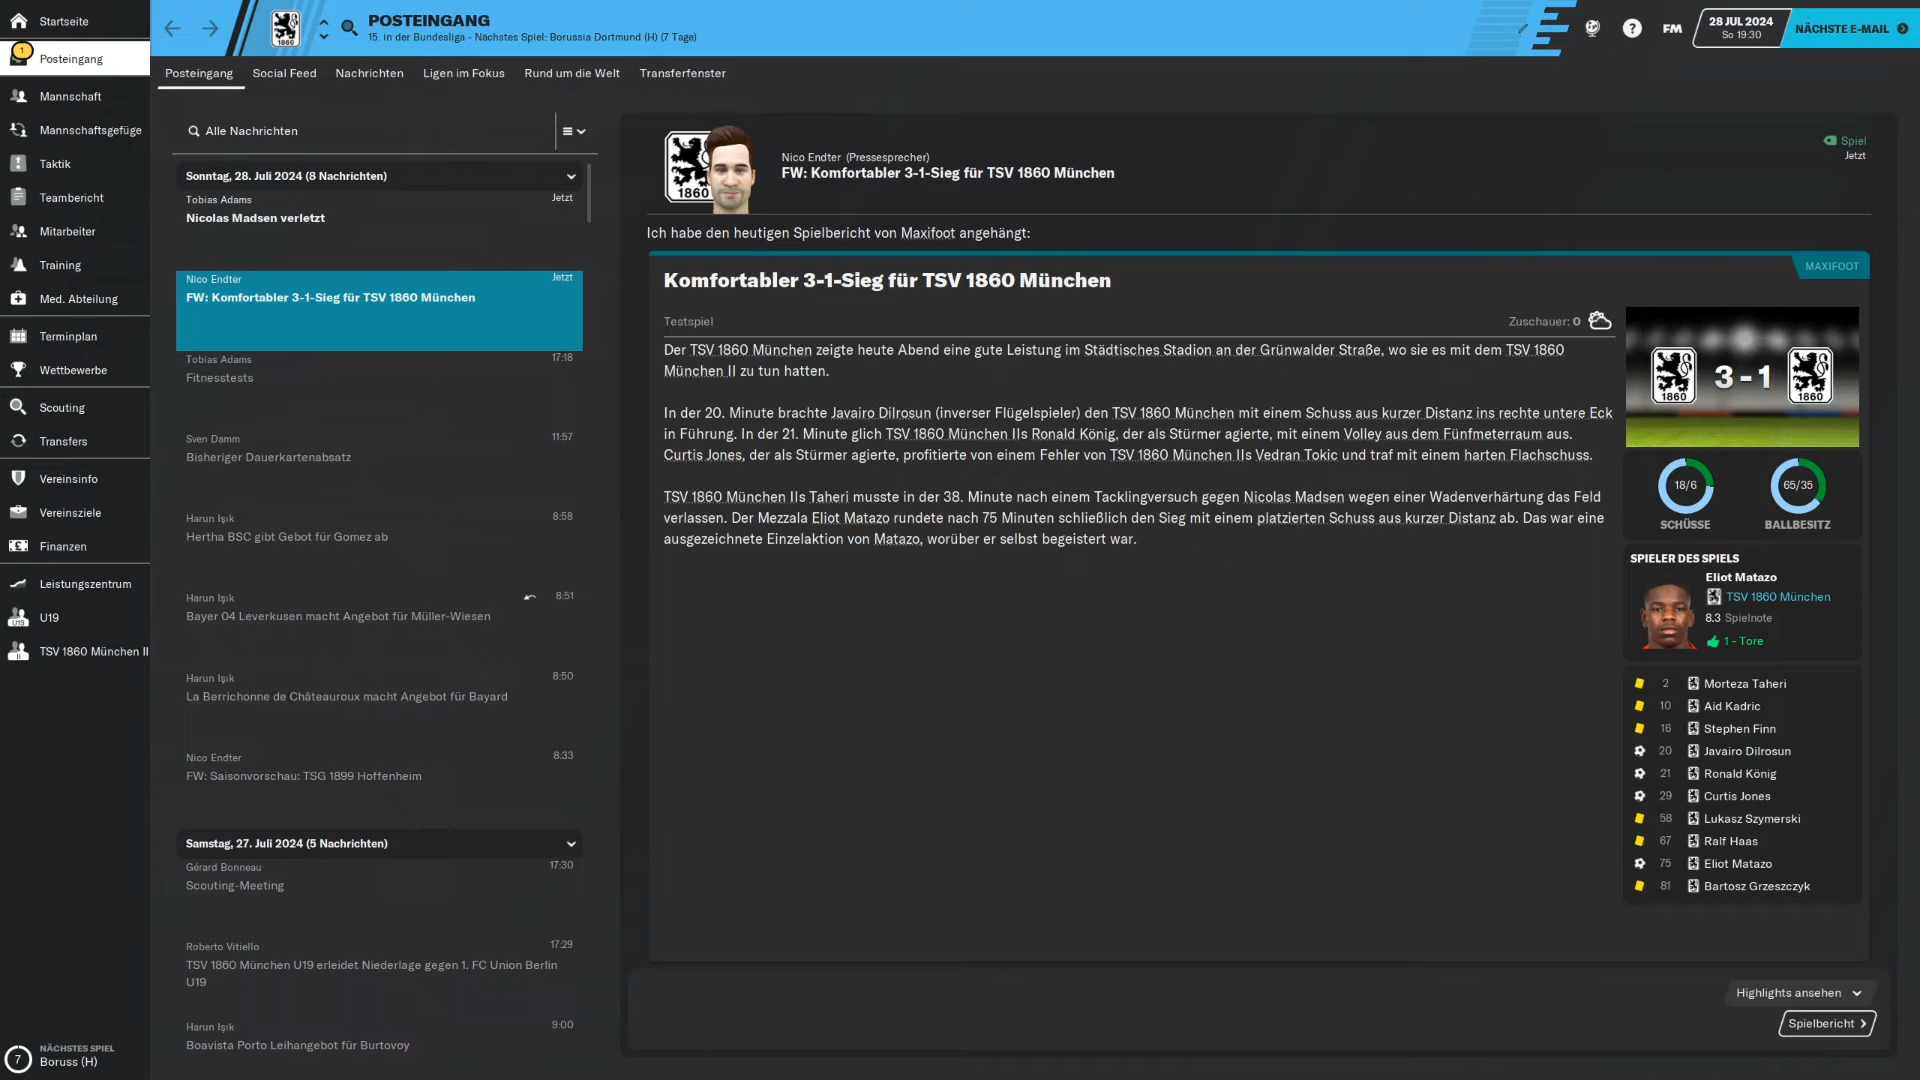 Startseite
1
Posteingang
Mannschaft
Mannschaftsgefüge
Taktik
Teambericht
Mitarbeiter
Training
Med. Abteilung
Terminplan
Wettbewerbe
Scouting
Transfers
Vereinsinfo
Vereinsziele
Finanzen
Leistungszentrum
U19
U19
II
TSV 1860 München II
7
NÄCHSTES SPIEL
Boruss (H)
1860
POSTEINGANG
15. in der Bundesliga - Nächstes Spiel: Borussia Dortmund (H) (7 Tage)
?
FM
28 JUL 2024
So 19:30
NÄCHSTE E-MAIL
Posteingang
Social Feed
Nachrichten
Ligen im Fokus
Rund um die Welt
Transferfenster
Alle Nachrichten
Sonntag, 28. Juli 2024 (8 Nachrichten)
Tobias Adams
Jetzt
Nicolas Madsen verletzt
Nico Endter
Jetzt
FW: Komfortabler 3-1-Sieg für TSV 1860 München
Tobias Adams
17:18
Fitnesstests
Sven Damm
11:57
Bisheriger Dauerkartenabsatz
Harun Işık
8:58
Hertha BSC gibt Gebot für Gomez ab
Harun Işık
8:51
Bayer 04 Leverkusen macht Angebot für Müller-Wiesen
Harun Işık
8:50
La Berrichonne de Châteauroux macht Angebot für Bayard
Nico Endter
8:33
FW: Saisonvorschau: TSG 1899 Hoffenheim
Samstag, 27. Juli 2024 (5 Nachrichten)
Gérard Bonneau
17:30
Scouting-Meeting
Roberto Vitiello
17:29
TSV 1860 München U19 erleidet Niederlage gegen 1. FC Union Berlin
U19
Harun Işık
9:00
Boavista Porto Leihangebot für Burtovoy
1860
Nico Endter (Pressesprecher)
FW: Komfortabler 3-1-Sieg für TSV 1860 München
Spiel
Jetzt
Ich habe den heutigen Spielbericht von Maxifoot angehängt:
MAXIFOOT
Komfortabler 3-1-Sieg für TSV 1860 München
Testspiel
Zuschauer: 0
Der TSV 1860 München zeigte heute Abend eine gute Leistung im Städtisches Stadion an der Grünwalder Straße, wo sie es mit dem TSV 1860
München II zu tun hatten.
In der 20. Minute brachte Javairo Dilrosun (inverser Flügelspieler) den TSV 1860 München mit einem Schuss aus kurzer Distanz ins rechte untere Eck
in Führung. In der 21. Minute glich TSV 1860 München IIs Ronald König, der als Stürmer agierte, mit einem Volley aus dem Fünfmeterraum aus.
Curtis Jones, der als Stürmer agierte, profitierte von einem Fehler von TSV 1860 München IIs Vedran Tokic und traf mit einem harten Flachschuss.
TSV 1860 München IIs Taheri musste in der 38. Minute nach einem Tacklingversuch gegen Nicolas Madsen wegen einer Wadenverhärtung das Feld
verlassen. Der Mezzala Eliot Matazo rundete nach 75 Minuten schließlich den Sieg mit einem platzierten Schuss aus kurzer Distanz ab. Das war eine
ausgezeichnete Einzelaktion von Matazo, worüber er selbst begeistert war.
1860
3 - 1
1860
18/6
65/35
SCHÜSSE
BALLBESITZ
SPIELER DES SPIELS
Eliot Matazo
TSV 1860 München
8.3 Spielnote
1 - Tore
2 Morteza Taheri
10 Aid Kadric
16 Stephen Finn
20 Javairo Dilrosun
21 Ronald König
29 Curtis Jones
58 Lukasz Szymerski
67 Ralf Haas
75 Eliot Matazo
81 Bartosz Grzeszczyk
Highlights ansehen
Spielbericht